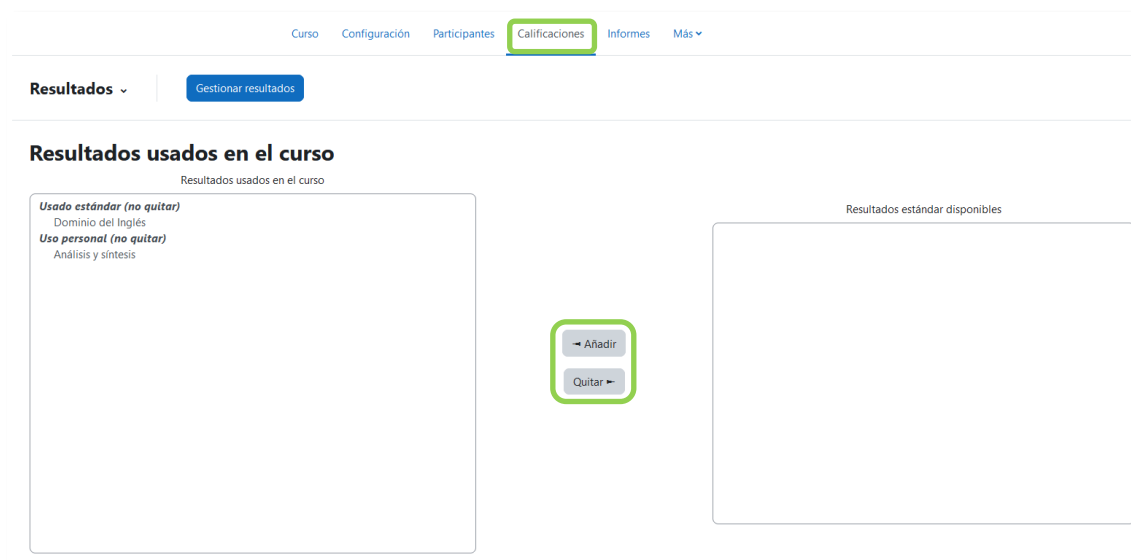 Curso Configuración Participantes Calificaciones Informes Más
Resultados Gestionar resultados
Resultados usados en el curso
Resultados usados en el curso
Usado estándar (no quitar)
Dominio del Inglés
Uso personal (no quitar)
Análisis y síntesis
◄ Añadir
Quitar ►
Resultados estándar disponibles